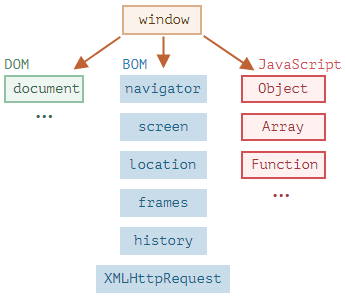 window
DOM
BOM
JavaScript
document
navigator
Object
...
screen
Array
location
Function
frames
...
history
XMLHttpRequest